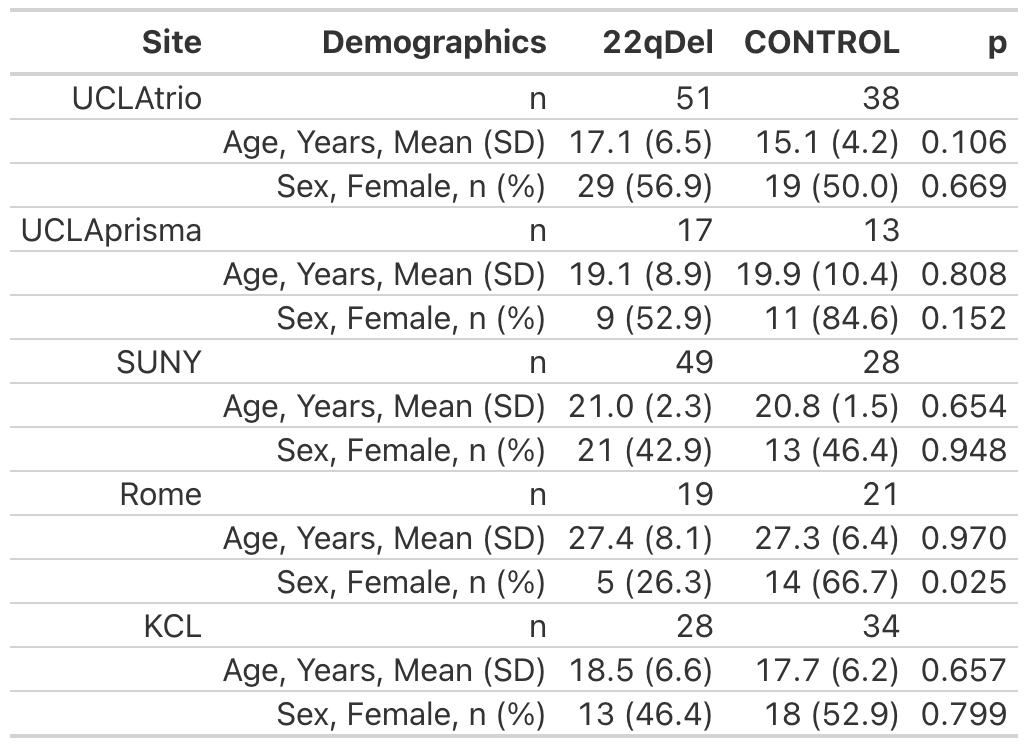 Site Demographics 22qDel CONTROL p
UCLAtrio n 51 38
Age, Years, Mean (SD) 17.1 (6.5) 15.1 (4.2) 0.106
Sex, Female, n (%) 29 (56.9) 19 (50.0) 0.669
UCLAprisma n 17 13
Age, Years, Mean (SD) 19.1 (8.9) 19.9 (10.4) 0.808
Sex, Female, n (%) 9 (52.9) 11 (84.6) 0.152
SUNY n 49 28
Age, Years, Mean (SD) 21.0 (2.3) 20.8 (1.5) 0.654
Sex, Female, n (%) 21 (42.9) 13 (46.4) 0.948
Rome n 19 21
Age, Years, Mean (SD) 27.4 (8.1) 27.3 (6.4) 0.970
Sex, Female, n (%) 5 (26.3) 14 (66.7) 0.025
KCL n 28 34
Age, Years, Mean (SD) 18.5 (6.6) 17.7 (6.2) 0.657
Sex, Female, n (%) 13 (46.4) 18 (52.9) 0.799